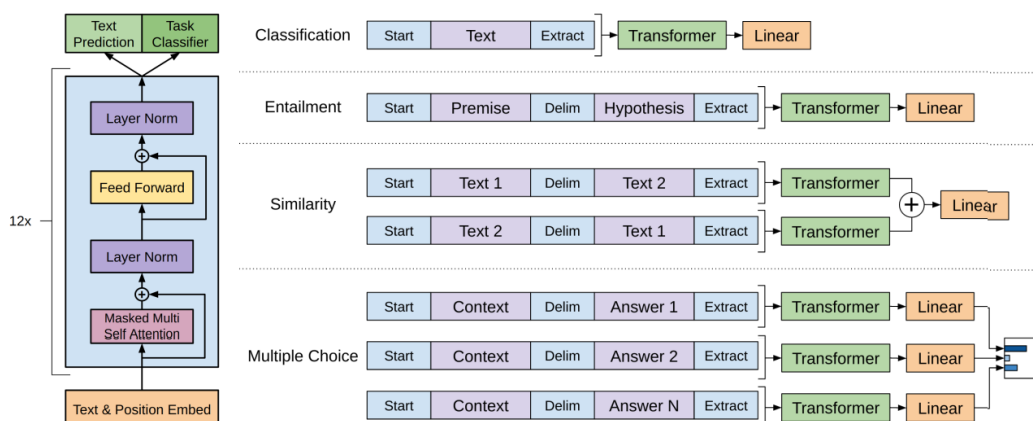 Text
Prediction
Task
Classifier
12x
Layer Norm
Feed Forward
Layer Norm
Masked Multi
Self Attention
Text & Position Embed
Classification
Start Text Extract Transformer Linear
Entailment
Start Premise Delim Hypothesis Extract Transformer Linear
Similarity
Start Text 1 Delim Text 2 Extract Transformer
+ Linear
Start Text 2 Delim Text 1 Extract Transformer
Multiple Choice
Start Context Delim Answer 1 Extract Transformer Linear
Start Context Delim Answer 2 Extract Transformer Linear
Start Context Delim Answer N Extract Transformer Linear